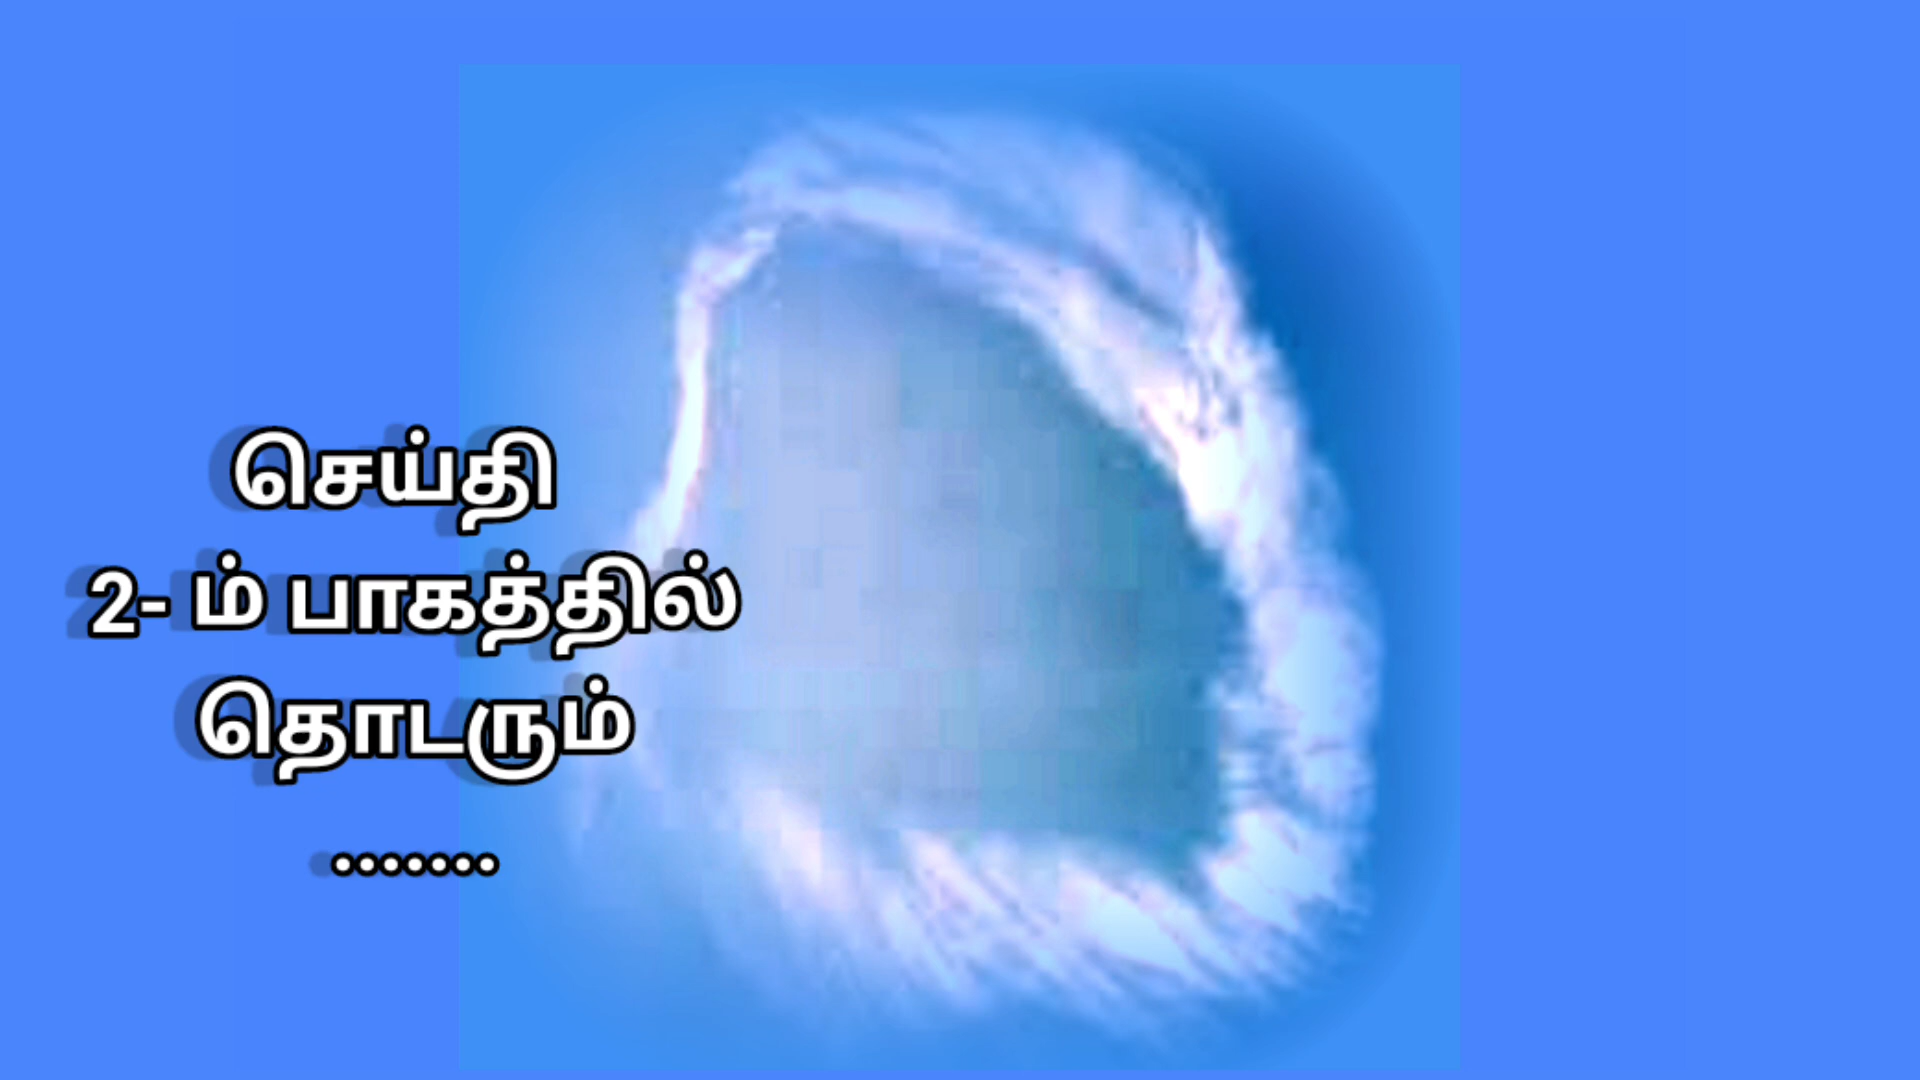 செய்தி
2- ம் பாகத்தில்
தொடரும்
.......